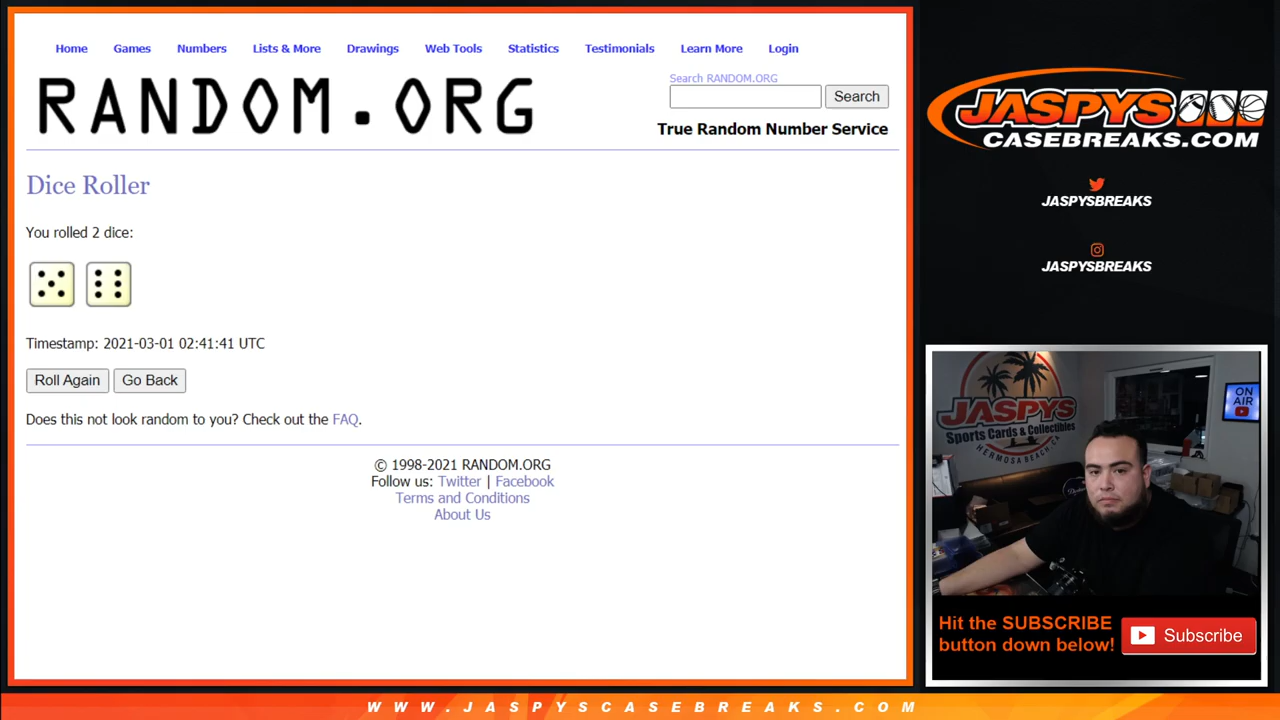 Home Games Numbers Lists & More Drawings Web Tools Statistics Testimonials Learn More Login
RANDOM.ORG
Search RANDOM.ORG
Search
True Random Number Service
Dice Roller
You rolled 2 dice:
Timestamp: 2021-03-01 02:41:41 UTC
Roll Again Go Back
Does this not look random to you? Check out the FAQ.
© 1998-2021 RANDOM.ORG
Follow us: Twitter | Facebook
Terms and Conditions
About Us
JASPYS
CASEBREAKS.COM
JASPYSBREAKS
JASPYSBREAKS
JASPYS
Sports Cards & Collectibles
HERMOSA BEACH, CA
ON
AIR
Hit the SUBSCRIBE
button down below!
Subscribe
WWW.JASPYSCASEBREAKS.COM